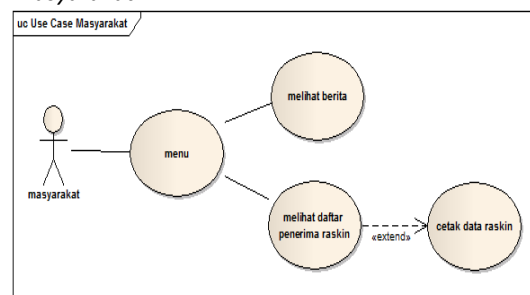 uc Use Case Masyarakat
melihat berita
menu
masyarakat
melihat daftar
penerima raskin
«extend»
cetak data raskin